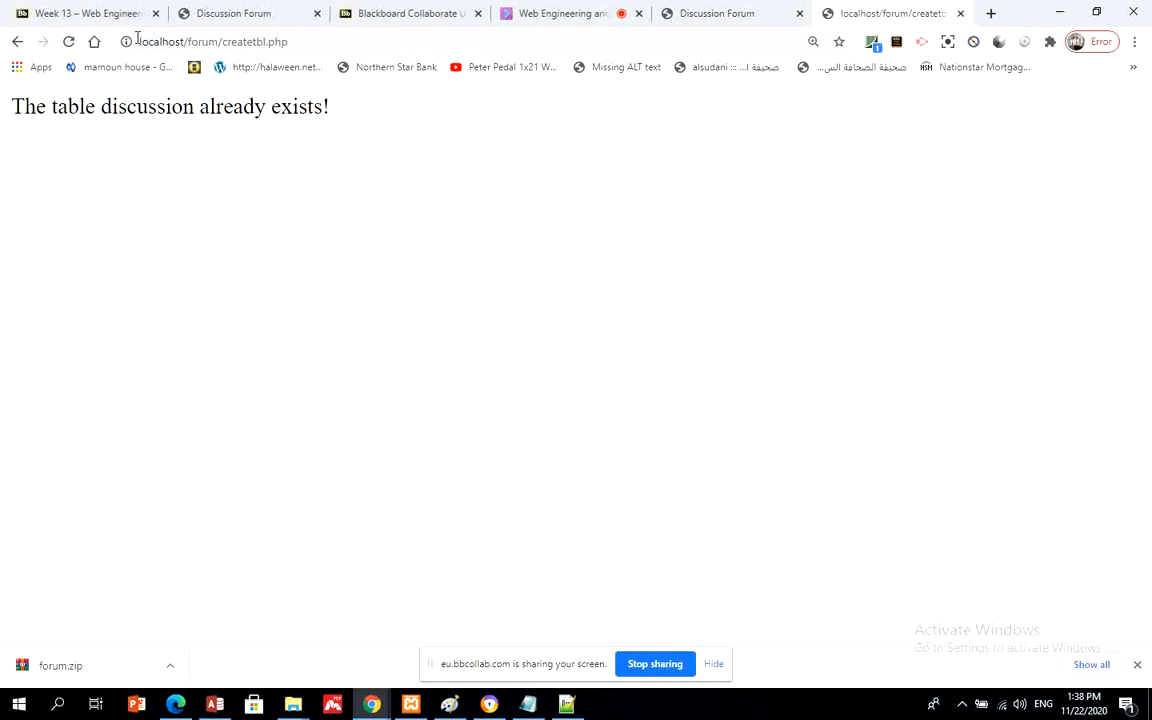 Week 13 – Web Engineeri
Discussion Forum
Blackboard Collaborate U
Web Engineering and
Discussion Forum
localhost/forum/createtbl
localhost/forum/createtbl.php
Error
Apps
mamoun house - G...
http://halaween.net...
Northern Star Bank
Peter Pedal 1x21 W...
Missing ALT text
alsudani ::: صحيفة ا...
صحيفة الصحافة الس...
NSM
Nationstar Mortgag...
»
The table discussion already exists!
Activate Windows
Go to Settings to activate Windows.
forum.zip
eu.bbcollab.com is sharing your screen.
Stop sharing
Hide
Show all
ENG
1:38 PM
11/22/2020